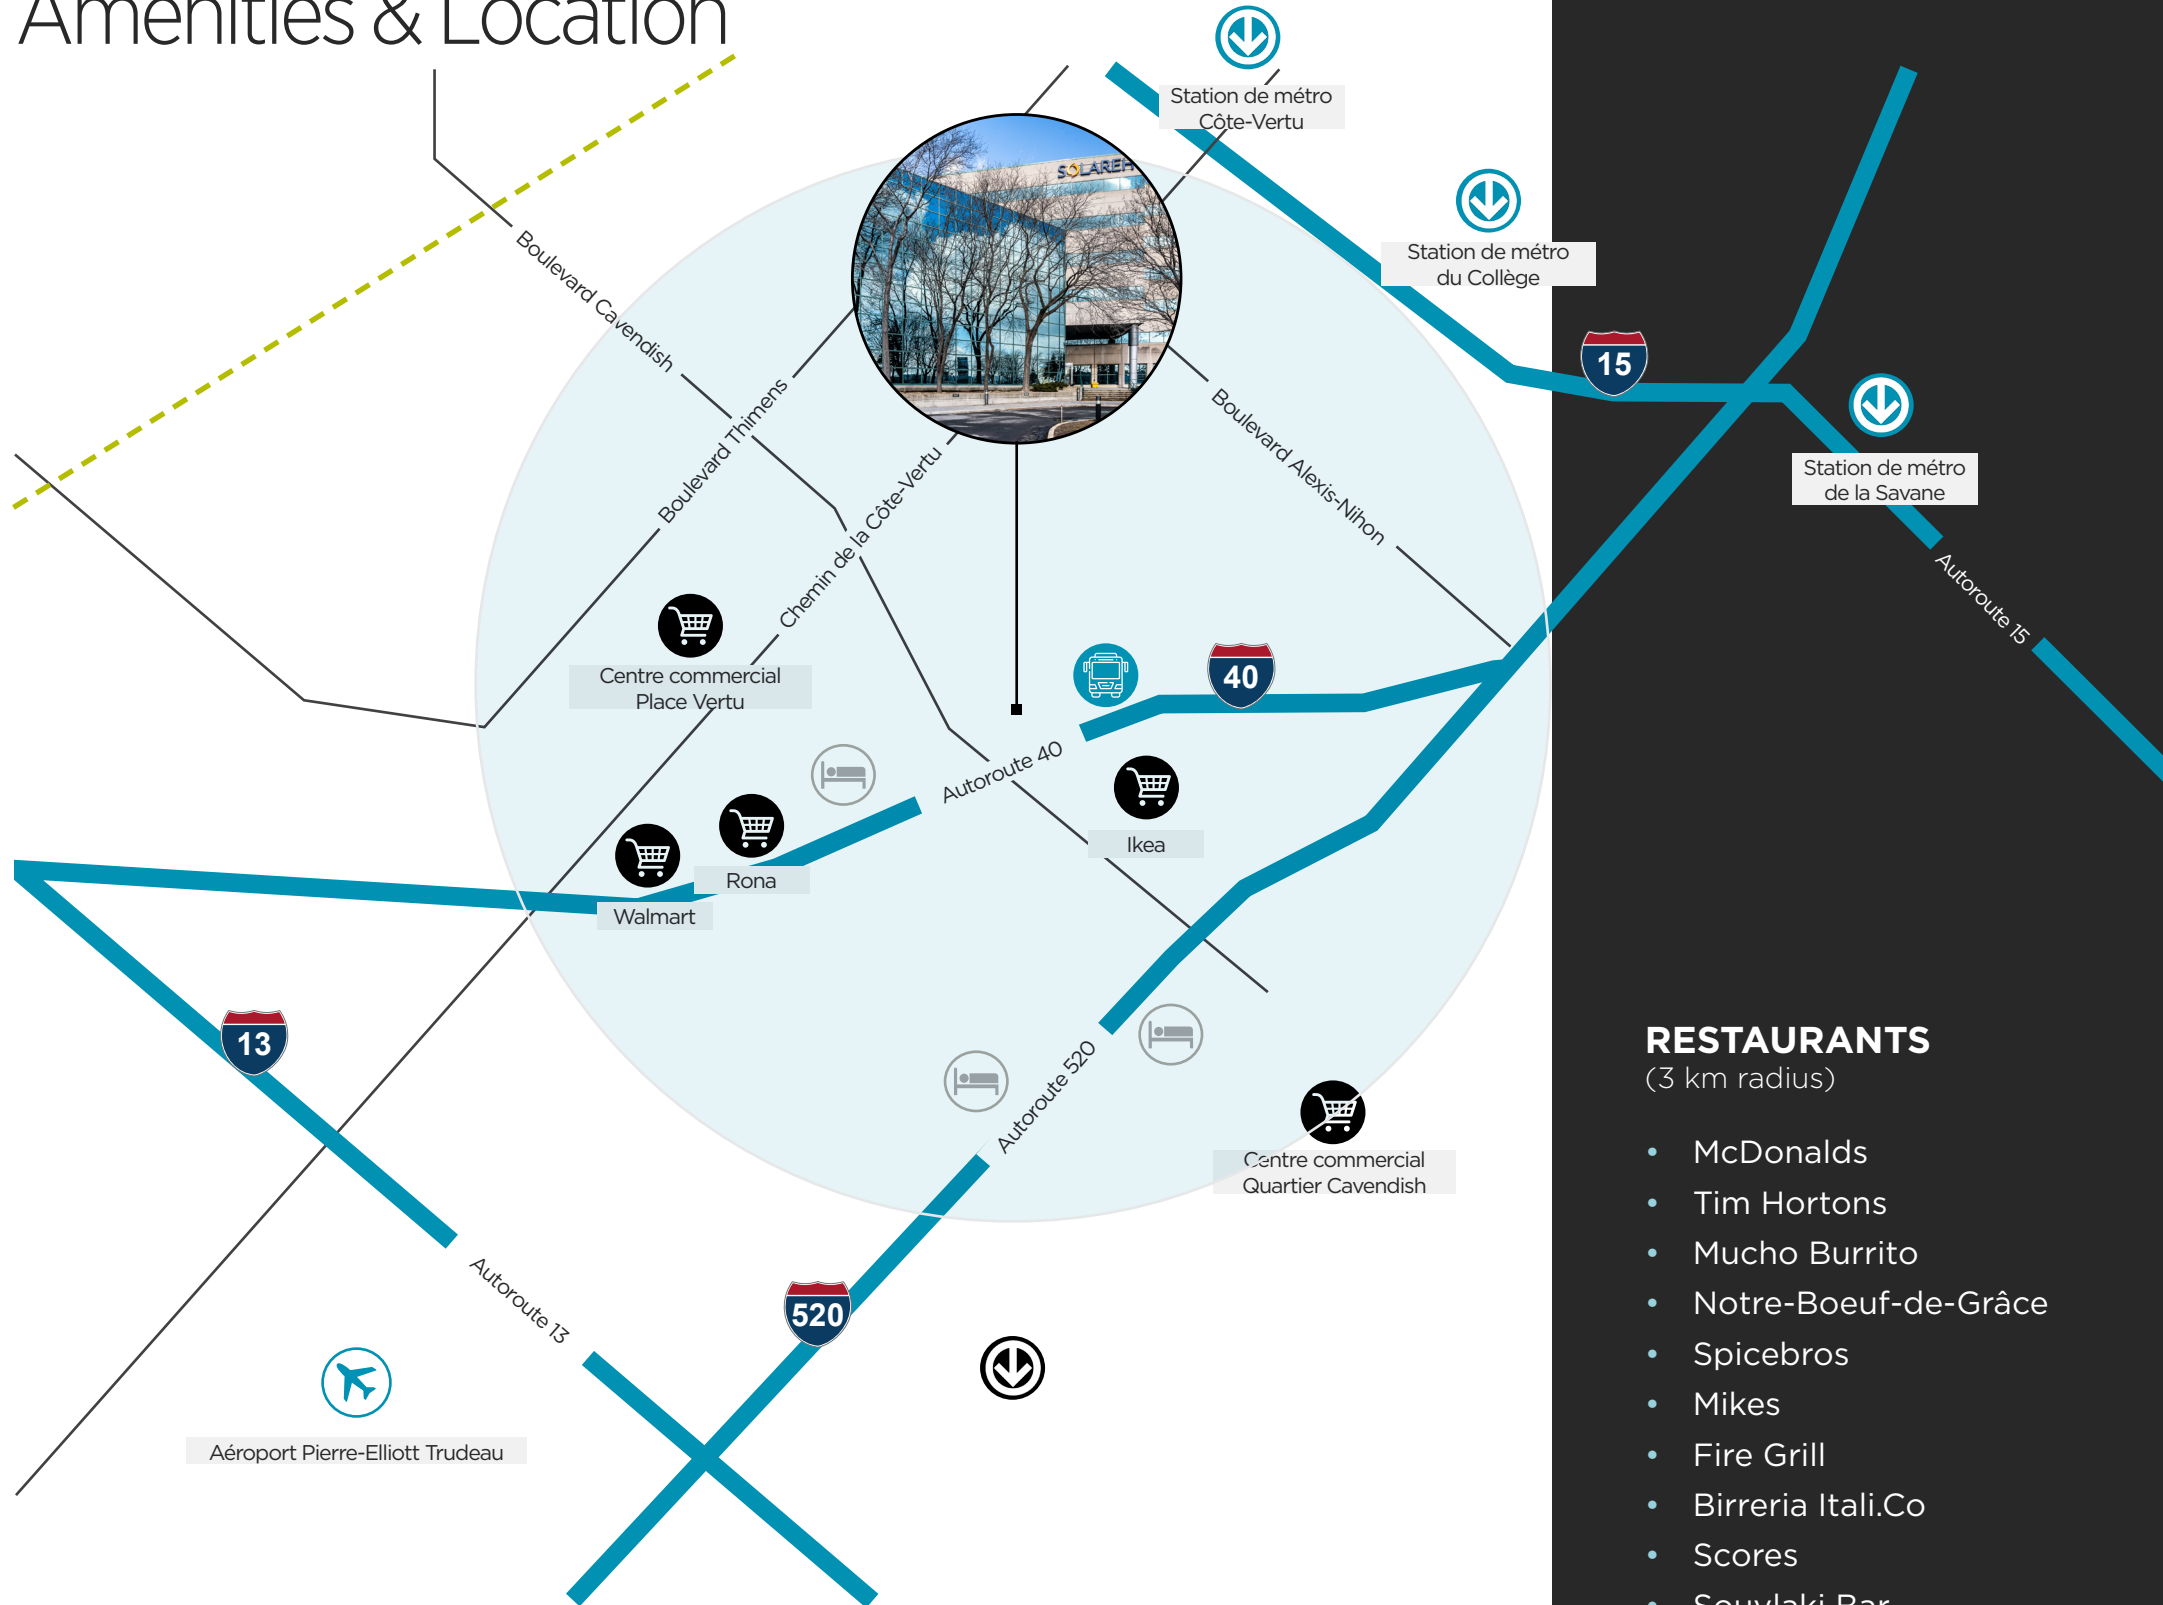 Amenities & Location
Station de métro
Côte-Vertu
SOLAREH
Station de métro
du Collège
15
Station de métro
de la Savane
Boulevard Cavendish
Boulevard Thimens
Chemin de la Côte-Vertu
Boulevard Alexis-Nihon
Autoroute 15
Centre commercial
Place Vertu
40
Autoroute 40
Ikea
Rona
Walmart
13
Autoroute 520
Centre commercial
Quartier Cavendish
Autoroute 13
520
Aéroport Pierre-Elliott Trudeau
RESTAURANTS
(3 km radius)
• McDonalds
• Tim Hortons
• Mucho Burrito
• Notre-Boeuf-de-Grâce
• Spicebros
• Mikes
• Fire Grill
• Birreria Itali.Co
• Scores
• Souvlaki Bar